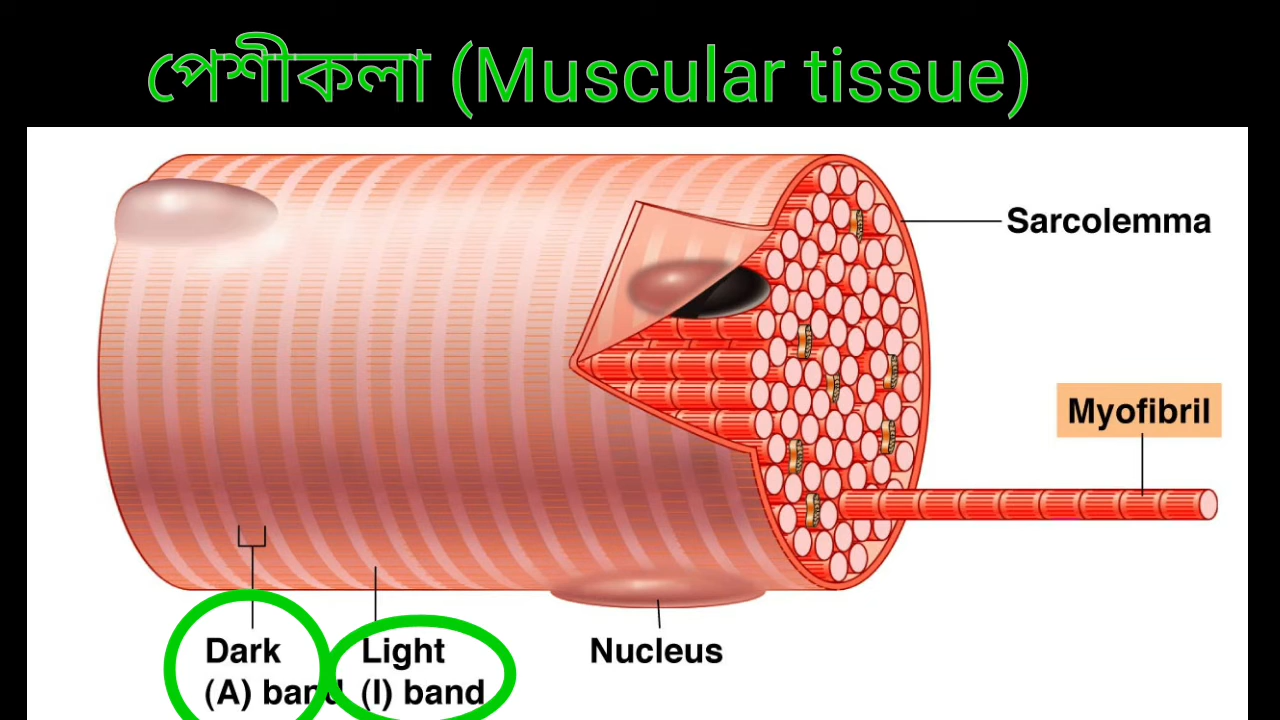 পেশীকলা (Muscular tissue)
Sarcolemma
Myofibril
Dark
(A) band
Light
(I) band
Nucleus